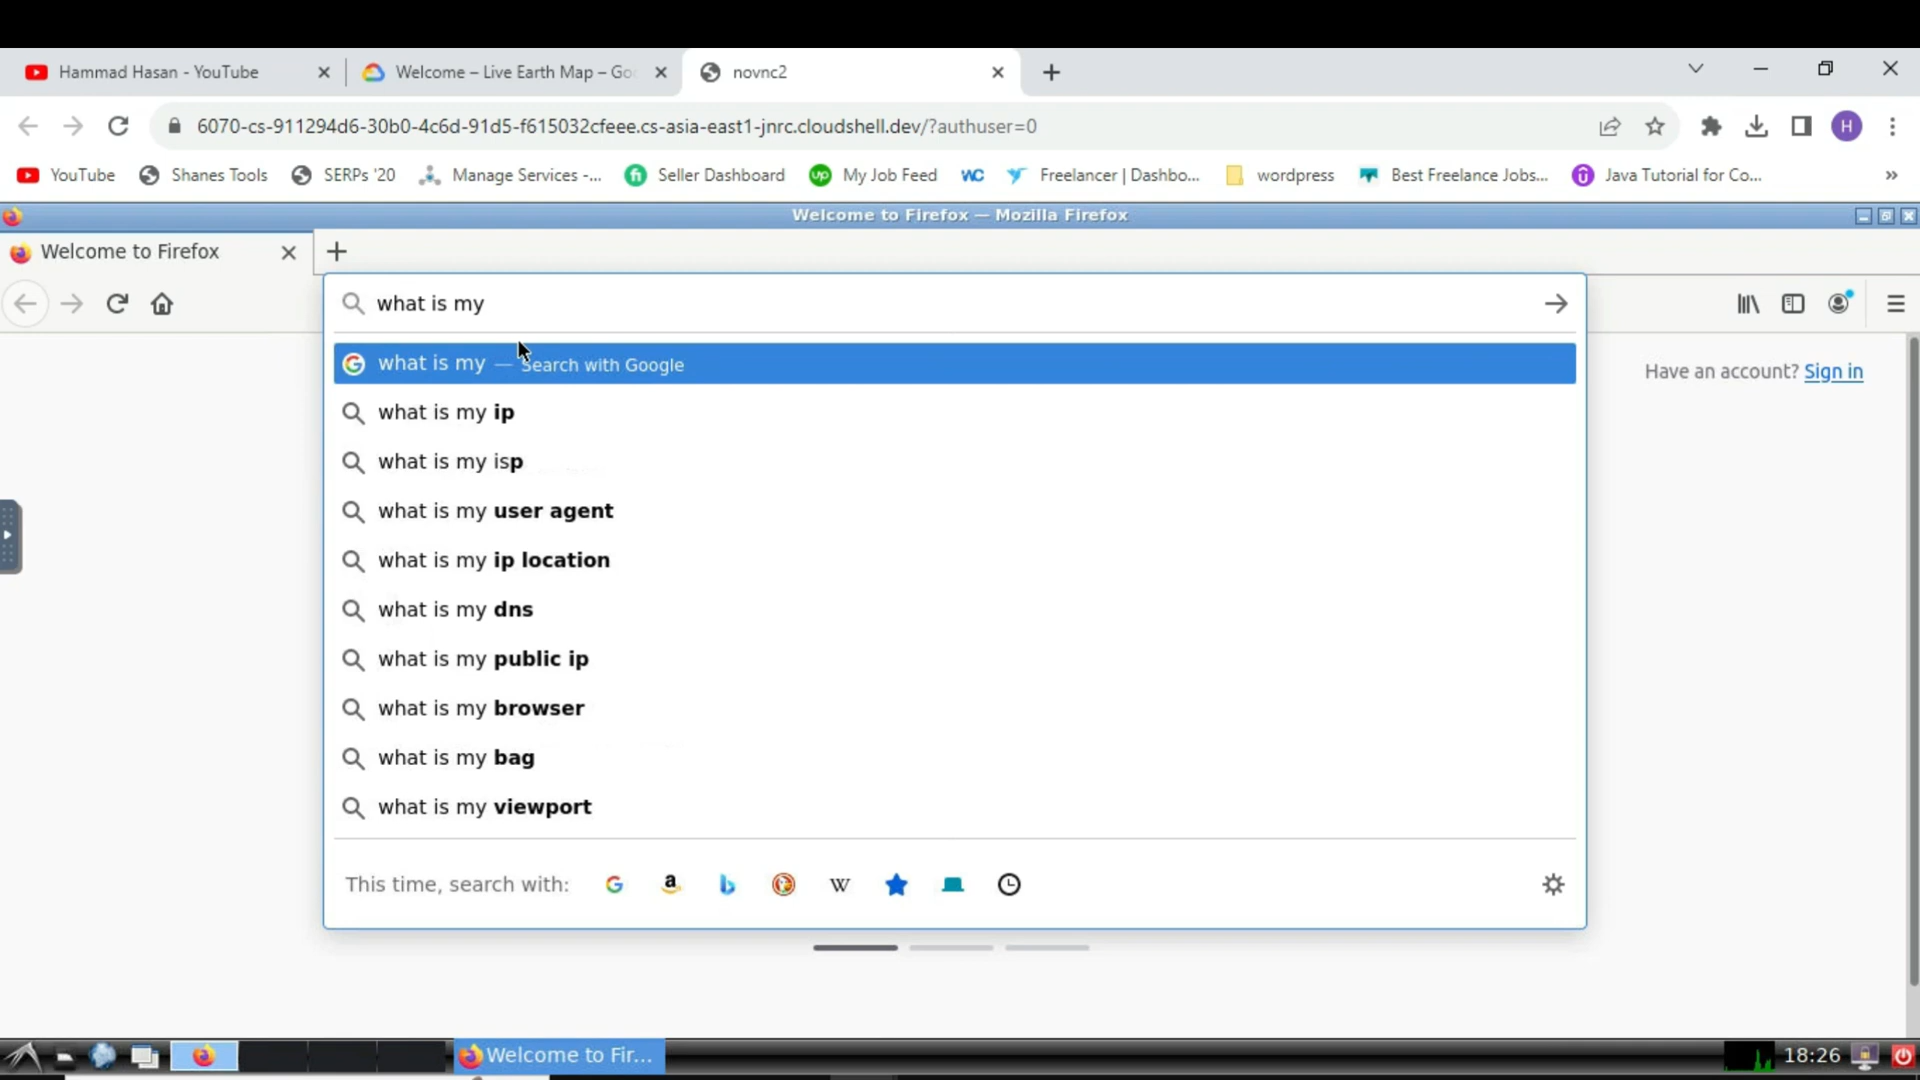 Hammad Hasan - YouTube
Welcome – Live Earth Map – Go
novnc2
6070-cs-911294d6-30b0-4c6d-91d5-f615032cfeee.cs-asia-east1-jnrc.cloudshell.dev/?authuser=0
H
YouTube
Shanes Tools
SERPs '20
Manage Services -...
Seller Dashboard
My Job Feed
Freelancer | Dashbo...
wordpress
Best Freelance Jobs...
Java Tutorial for Co...
Welcome to Firefox — Mozilla Firefox
Welcome to Firefox
what is my
what is my — Search with Google
Have an account? Sign in
what is my ip
what is my isp
what is my user agent
what is my ip location
what is my dns
what is my public ip
what is my browser
what is my bag
what is my viewport
This time, search with:
Welcome to Fir...
18:26